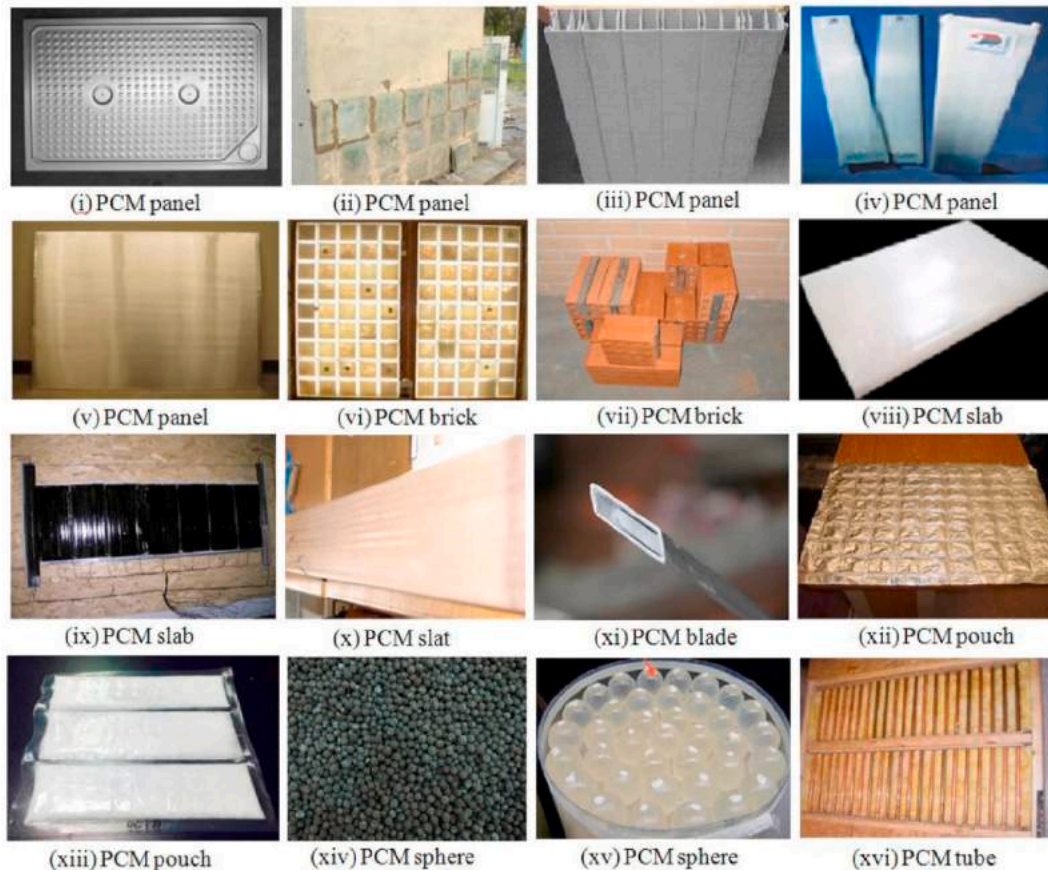 (i) PCM panel
(ii) PCM panel
(iii) PCM panel
(iv) PCM panel
(v) PCM panel
(vi) PCM brick
(vii) PCM brick
(viii) PCM slab
(ix) PCM slab
(x) PCM slat
(xi) PCM blade
(xii) PCM pouch
(xiii) PCM pouch
(xiv) PCM sphere
(xv) PCM sphere
(xvi) PCM tube